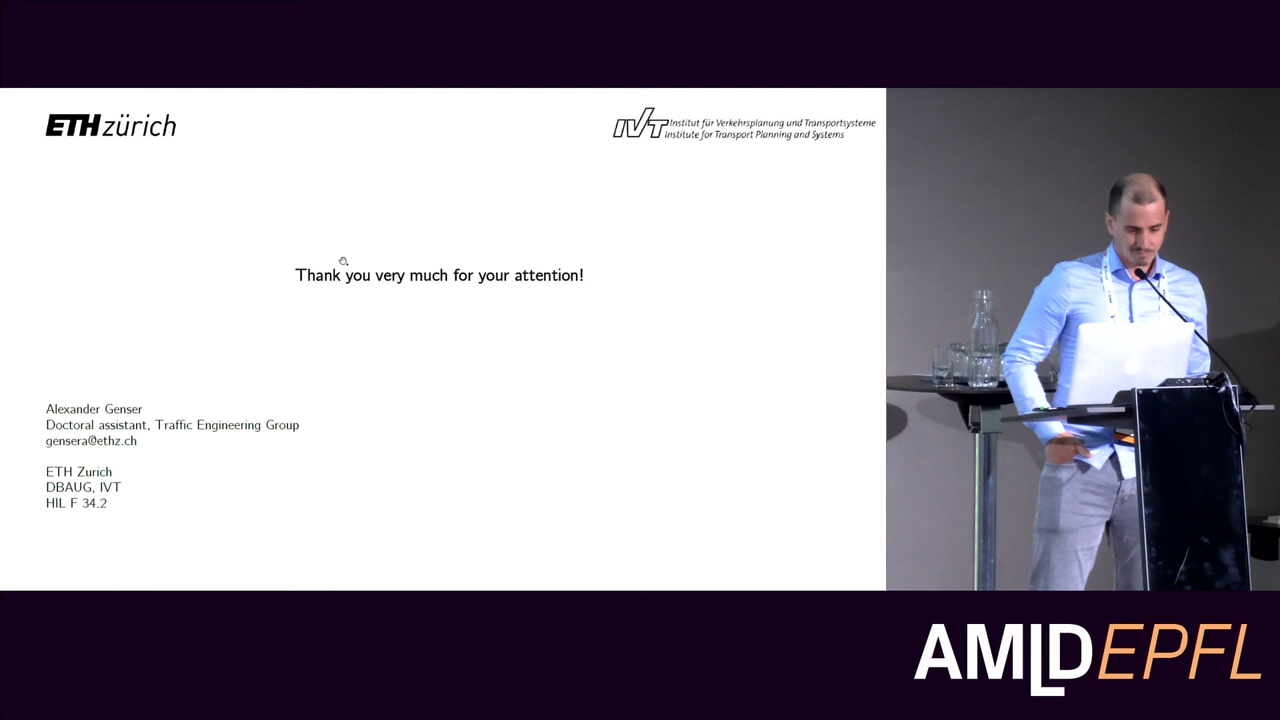 ETH zürich
IVT Institut für Verkehrsplanung und Transportsysteme
Institute for Transport Planning and Systems
Thank you very much for your attention!
Alexander Genser
Doctoral assistant, Traffic Engineering Group
gensera@ethz.ch
ETH Zurich
DBAUG, IVT
HIL F 34.2
AMLDEPFL